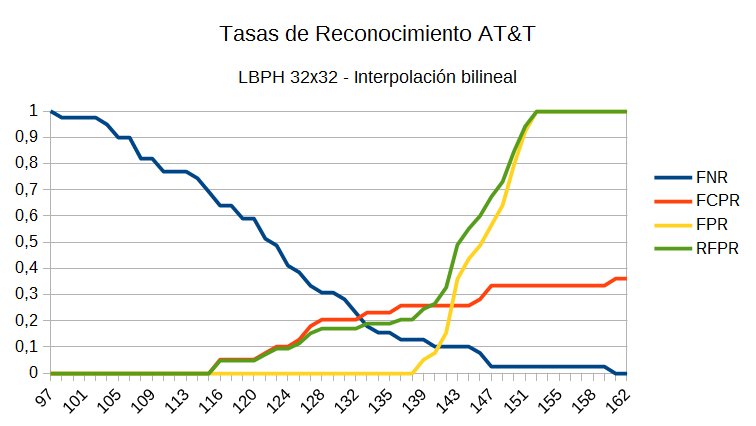 Tasas de Reconocimiento AT&T
LBPH 32x32 - Interpolación bilineal
1
0,9
0,8
0,7
0,6
0,5
0,4
0,3
0,2
0,1
0
97 101 105 109 113 116 120 124 128 132 135 139 143 147 151 155 158 162
FNR
FCPR
FPR
RFPR